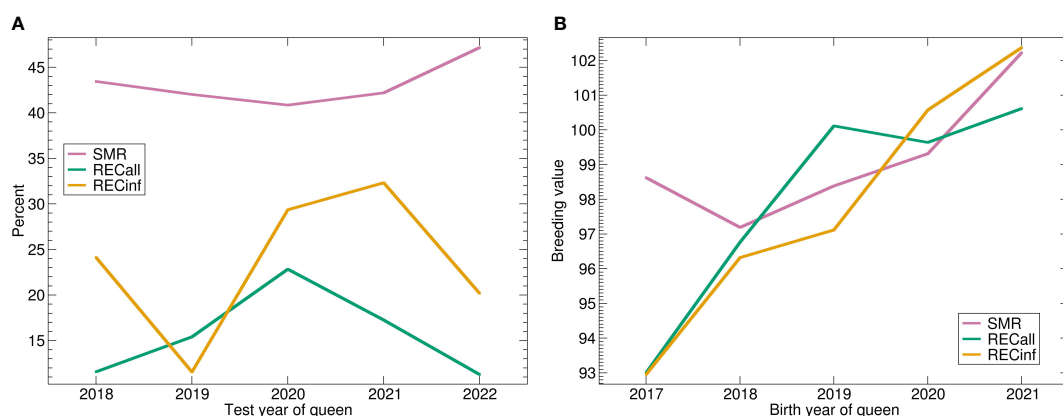 A
Percent
45
40
35
30
25
20
15
SMR
RECall
RECinf
2018 2019 2020 2021 2022
Test year of queen
B
Breeding value
102
101
100
99
98
97
96
95
94
93
SMR
RECall
RECinf
2017 2018 2019 2020 2021
Birth year of queen